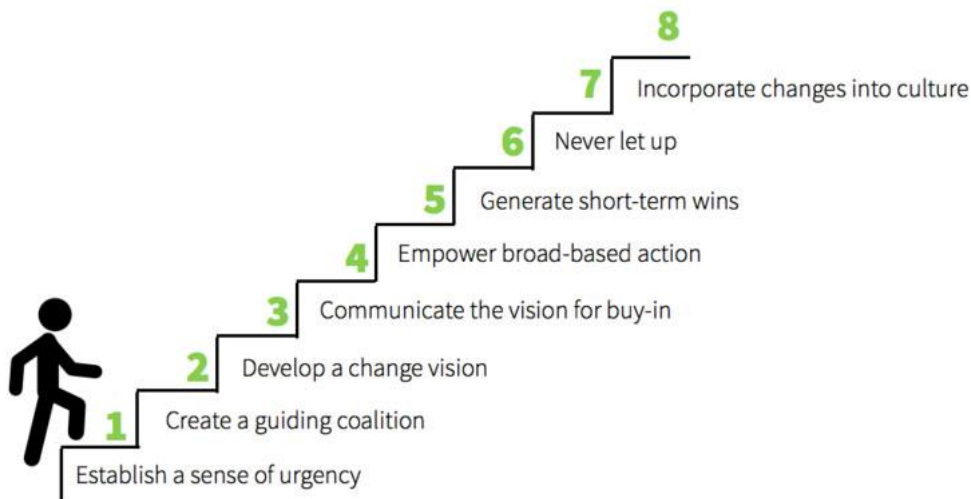 8
7
Incorporate changes into culture
6
Never let up
5
Generate short-term wins
4
Empower broad-based action
3
Communicate the vision for buy-in
2
Develop a change vision
1
Create a guiding coalition
Establish a sense of urgency